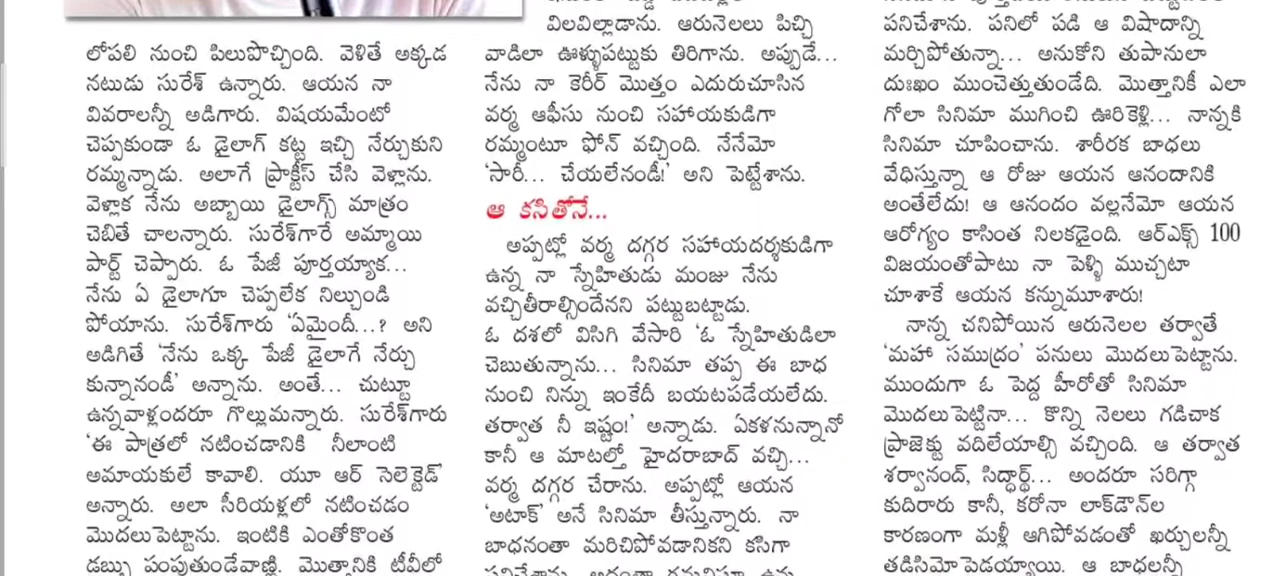 లోపలి నుంచి పిలుపొచ్చింది. వెళితే అక్కడ
నటుడు సురేశ్ ఉన్నారు. ఆయన నా
వివరాలన్నీ అడిగారు. విషయమేంటో
చెప్పకుండా ఓ డైలాగ్ కట్ట ఇచ్చి నేర్చుకుని
రమ్మన్నాడు. అలాగే ప్రాక్టీస్ చేసి వెళ్లాను.
వెళ్లాక నేను అబ్బాయి డైలాగ్స్ మాత్రం
చెబితే చాలన్నారు. సురేశ్‌గారే అమ్మాయి
పార్ట్ చెప్పారు. ఓ పేజీ పూర్తయ్యాక...
నేను ఏ డైలాగూ చెప్పలేక నిల్చుండి
పోయాను. సురేశ్‌గారు ‘ఏమైందీ...? అని
అడిగితే ‘నేను ఒక్క పేజీ డైలాగే నేర్చు
కున్నానండీ’ అన్నాను. అంతే... చుట్టూ
ఉన్నవాళ్లందరూ గొల్లుమన్నారు. సురేశ్‌గారు
‘ఈ పాత్రలో నటించడానికి నీలాంటి
అమాయకులే కావాలి. యూ ఆర్ సెలెక్టెడ్’
అన్నారు. అలా సీరియళ్లలో నటించడం
మొదలుపెట్టాను. ఇంటికి ఎంతోకొంత
డబ్బు పంపుతుండేవాణ్ణి. మొత్తానికి టీవీలో
విలవిల్లాడాను. ఆరునెలలు పిచ్చి
వాడిలా ఊళ్ళుపట్టుకు తిరిగాను. అప్పుడే...
నేను నా కెరీర్ మొత్తం ఎదురుచూసిన
వర్మ ఆఫీసు నుంచి సహాయకుడిగా
రమ్మంటూ ఫోన్ వచ్చింది. నేనేమో
‘సారీ... చేయలేనండీ!’ అని పెట్టేశాను.
ఆ కసితోనే...
అప్పట్లో వర్మ దగ్గర సహాయదర్శకుడిగా
ఉన్న నా స్నేహితుడు మంజు నేను
వచ్చితీరాల్సిందేనని పట్టుబట్టాడు.
ఓ దశలో విసిగి వేసారి ‘ఓ స్నేహితుడిలా
చెబుతున్నాను... సినిమా తప్ప ఈ బాధ
నుంచి నిన్ను ఇంకేదీ బయటపడేయలేదు.
తర్వాత నీ ఇష్టం!’ అన్నాడు. ఏకళనున్నానో
కానీ ఆ మాటల్తో హైదరాబాద్ వచ్చి...
వర్మ దగ్గర చేరాను. అప్పట్లో ఆయన
‘అటాక్’ అనే సినిమా తీస్తున్నారు. నా
బాధనంతా మరిచిపోవడానికని కసిగా
పనిచేశాను. పనిలో పడి ఆ విషాదాన్ని
మర్చిపోతున్నా... అనుకోని తుపానులా
దుఃఖం ముంచెత్తుతుండేది. మొత్తానికి ఎలా
గోలా సినిమా ముగించి ఊరికెళ్లి... నాన్నకి
సినిమా చూపించాను. శారీరక బాధలు
వేధిస్తున్నా ఆ రోజు ఆయన ఆనందానికి
అంతేలేదు! ఆ ఆనందం వల్లనేమో ఆయన
ఆరోగ్యం కాసింత నిలకడైంది. ఆర్ఎక్స్ 100
విజయంతోపాటు నా పెళ్ళి ముచ్చటా
చూశాకే ఆయన కన్నుమూశారు!
నాన్న చనిపోయిన ఆరునెలల తర్వాతే
‘మహా సముద్రం’ పనులు మొదలుపెట్టాను.
ముందుగా ఓ పెద్ద హీరోతో సినిమా
మొదలుపెట్టినా... కొన్ని నెలలు గడిచాక
ప్రాజెక్టు వదిలేయాల్సి వచ్చింది. ఆ తర్వాత
శర్వానంద్, సిద్ధార్థ్... అందరూ సరిగ్గా
కుదిరారు కానీ, కరోనా లాక్‌డౌన్‌ల
కారణంగా మళ్లీ ఆగిపోవడంతో ఖర్చులన్నీ
తడిసిమోపెడయ్యాయి. ఆ బాధలన్నీ